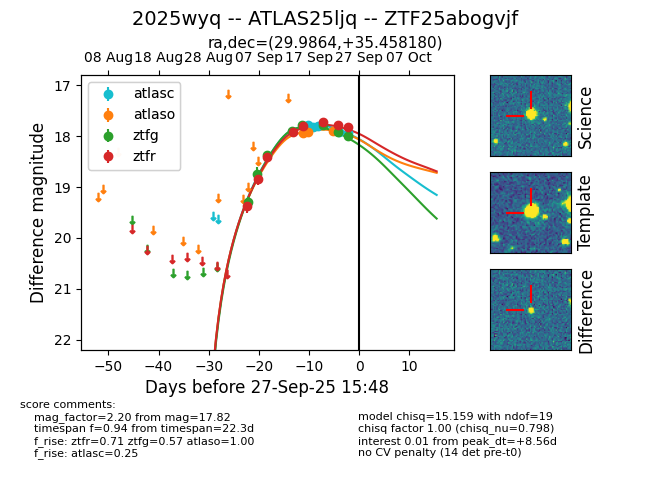 2025wyq -- ATLAS25ljq -- ZTF25abogvjf
ra,dec=(29.9864,+35.458180)
08 Aug 18 Aug 28 Aug 07 Sep 17 Sep 27 Sep 07 Oct
atlasc
atlaso
ztfg
ztfr
17
18
19
20
21
22
Difference magnitude
−50 −40 −30 −20 −10 0 10
Days before 27-Sep-25 15:48
Science
Template
Difference
score comments:
mag_factor=2.20 from mag=17.82
timespan f=0.94 from timespan=22.3d
f_rise: ztfr=0.71 ztfg=0.57 atlaso=1.00
f_rise: atlasc=0.25
model chisq=15.159 with ndof=19
chisq factor 1.00 (chisq_nu=0.798)
interest 0.01 from peak_dt=+8.56d
no CV penalty (14 det pre-t0)